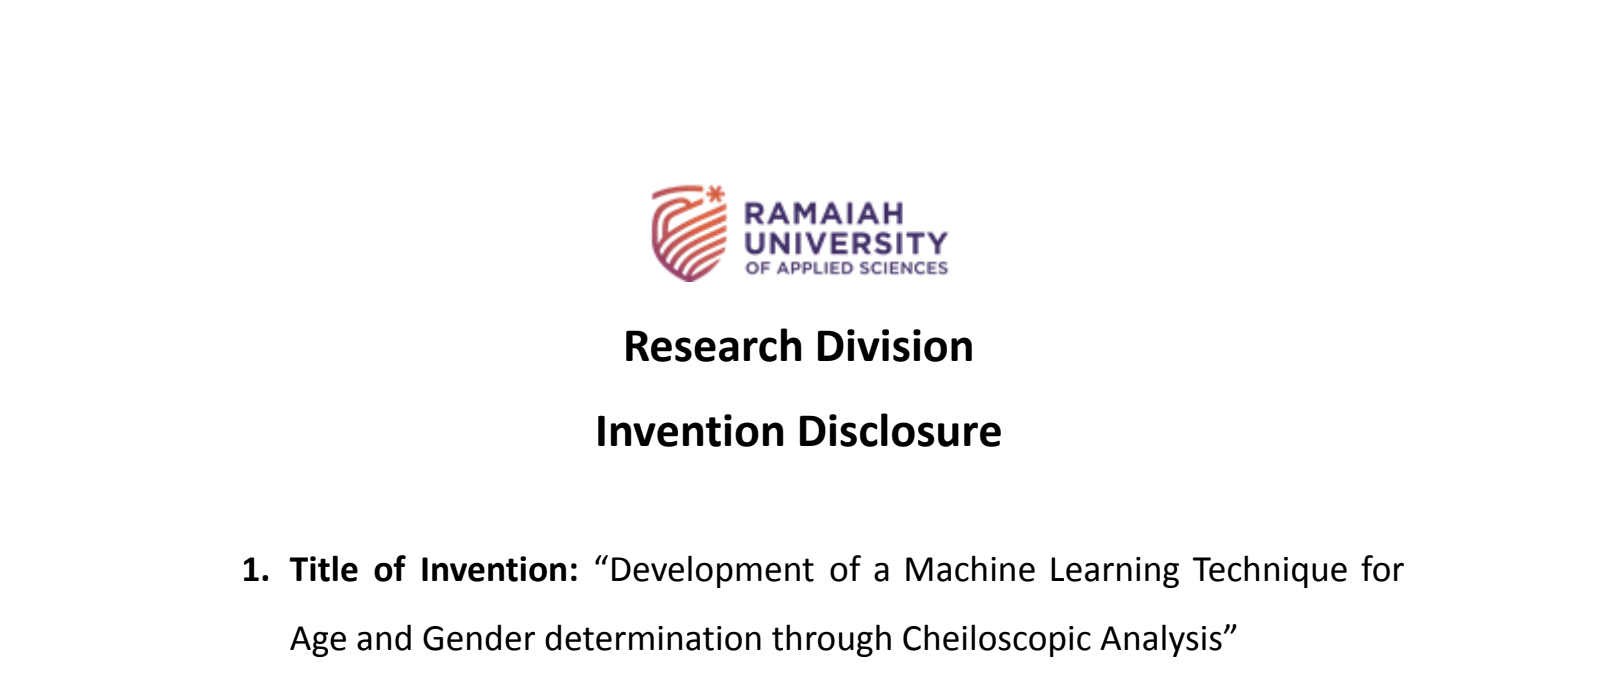 RAMAIAH
UNIVERSITY
OF APPLIED SCIENCES
Research Division
Invention Disclosure
1. Title of Invention: “Development of a Machine Learning Technique for
Age and Gender determination through Cheiloscopic Analysis”